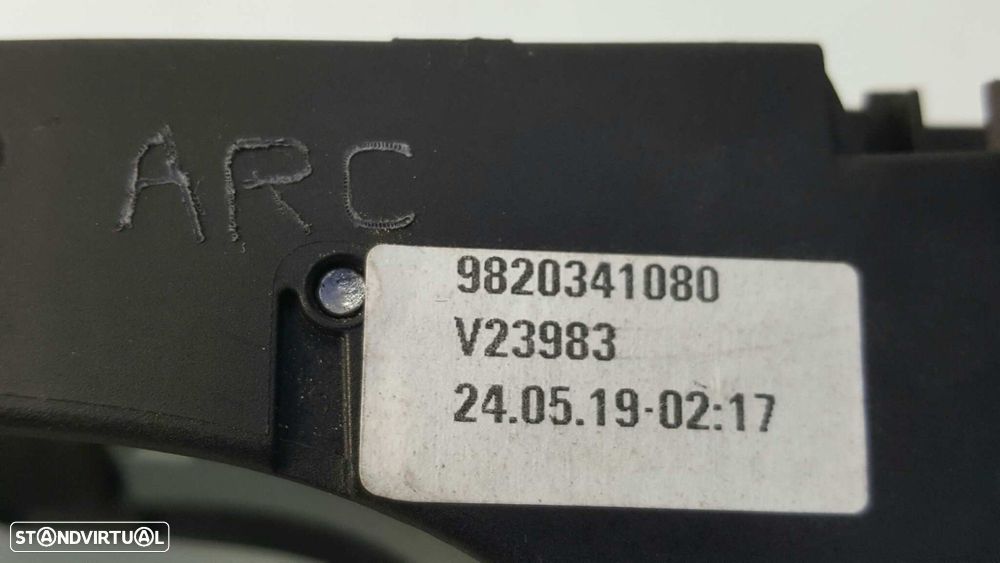 ARC
9820341080
V23983
24.05.19-02:17
STANDVIRTUAL